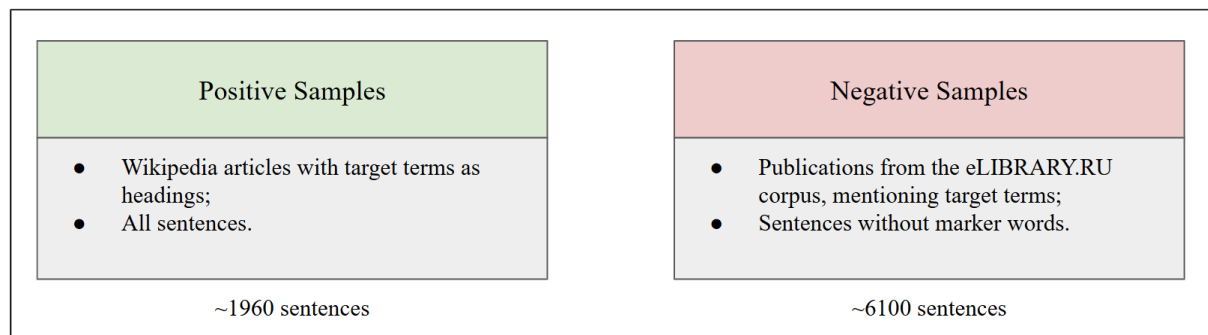 Positive Samples
● Wikipedia articles with target terms as
headings;
● All sentences.
~1960 sentences
Negative Samples
● Publications from the eLIBRARY.RU
corpus, mentioning target terms;
● Sentences without marker words.
~6100 sentences